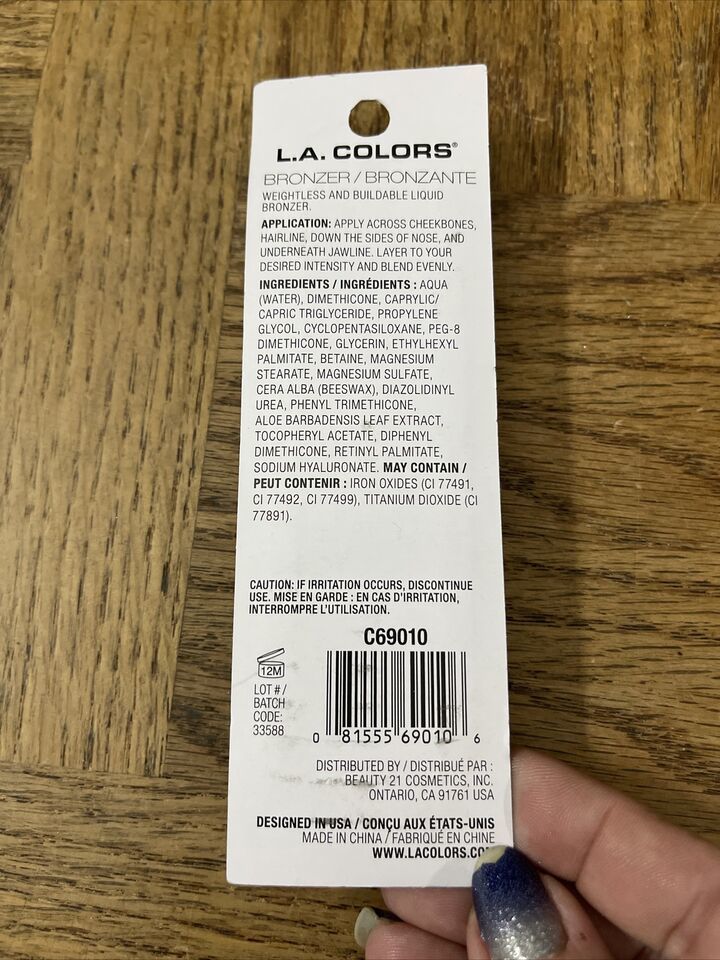 L.A. COLORS®
BRONZER / BRONZANTE
WEIGHTLESS AND BUILDABLE LIQUID
BRONZER.
APPLICATION: APPLY ACROSS CHEEKBONES,
HAIRLINE, DOWN THE SIDES OF NOSE, AND
UNDERNEATH JAWLINE. LAYER TO YOUR
DESIRED INTENSITY AND BLEND EVENLY.
INGREDIENTS / INGRÉDIENTS : AQUA
(WATER), DIMETHICONE, CAPRYLIC/
CAPRIC TRIGLYCERIDE, PROPYLENE
GLYCOL, CYCLOPENTASILOXANE, PEG-8
DIMETHICONE, GLYCERIN, ETHYLHEXYL
PALMITATE, BETAINE, MAGNESIUM
STEARATE, MAGNESIUM SULFATE,
CERA ALBA (BEESWAX), DIAZOLIDINYL
UREA, PHENYL TRIMETHICONE,
ALOE BARBADENSIS LEAF EXTRACT,
TOCOPHERYL ACETATE, DIPHENYL
DIMETHICONE, RETINYL PALMITATE,
SODIUM HYALURONATE. MAY CONTAIN /
PEUT CONTENIR : IRON OXIDES (CI 77491,
CI 77492, CI 77499), TITANIUM DIOXIDE (CI
77891).
CAUTION: IF IRRITATION OCCURS, DISCONTINUE
USE. MISE EN GARDE : EN CAS D'IRRITATION,
INTERROMPRE L'UTILISATION.
C69010
12M
LOT # /
BATCH
CODE:
33588
0 81555 69010 6
DISTRIBUTED BY / DISTRIBUÉ PAR :
BEAUTY 21 COSMETICS, INC.
ONTARIO, CA 91761 USA
DESIGNED IN USA / CONÇU AUX ÉTATS-UNIS
MADE IN CHINA / FABRIQUÉ EN CHINE
WWW.LACOLORS.CO